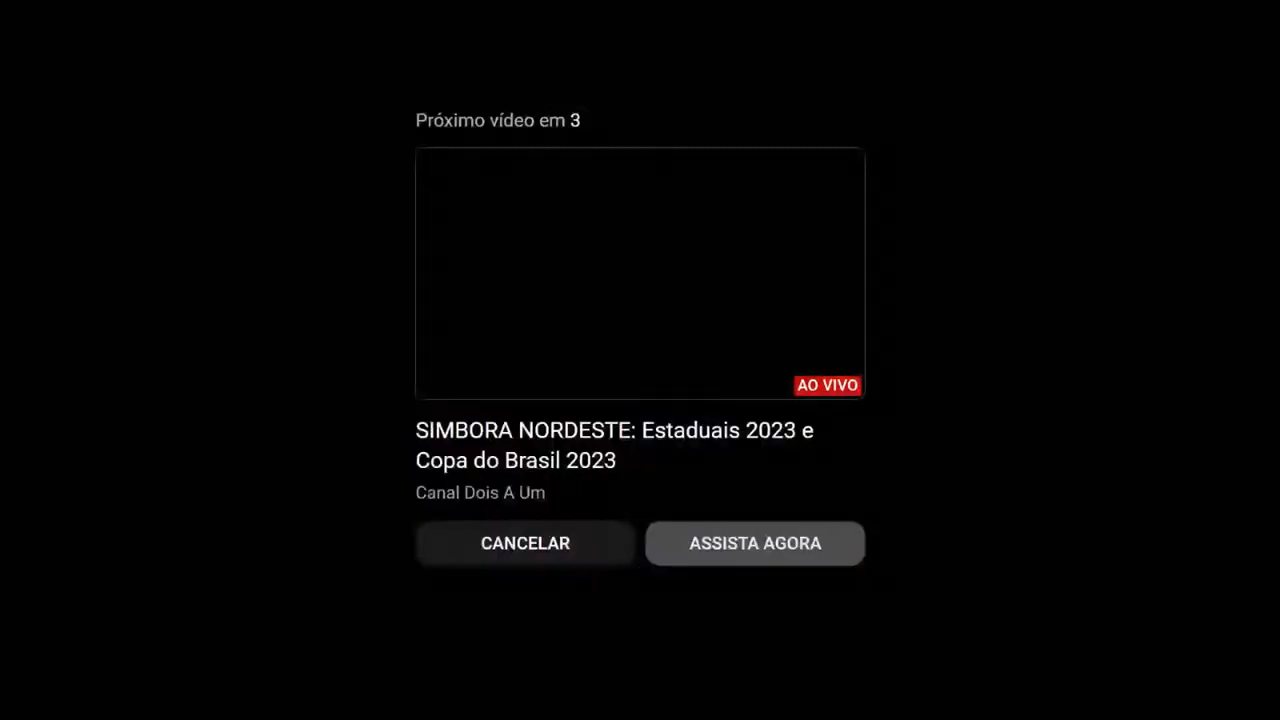 Próximo vídeo em 3
AO VIVO
SIMBORA NORDESTE: Estaduais 2023 e
Copa do Brasil 2023
Canal Dois A Um
CANCELAR
ASSISTA AGORA